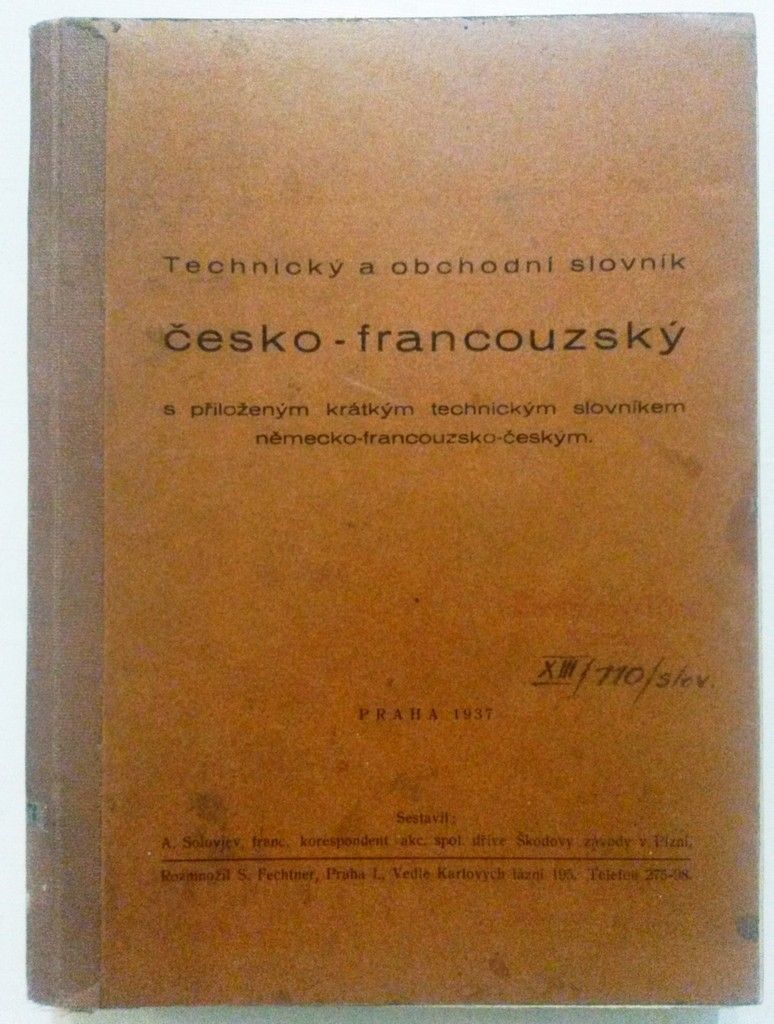 Technický a obchodní slovník
česko-francouzský
s přiloženým krátkým technickým slovníkem
německo-francouzsko-českým.
XIII/110/slov.
PRAHA 1937
Sestavil:
A. Solovjev, franc. korespondent akc. spol. dříve Škodovy závody v Plzni.
Rozmnožil S. Fechtner, Praha I., Vedle Karlových lázní 195. Telefon 275-98.